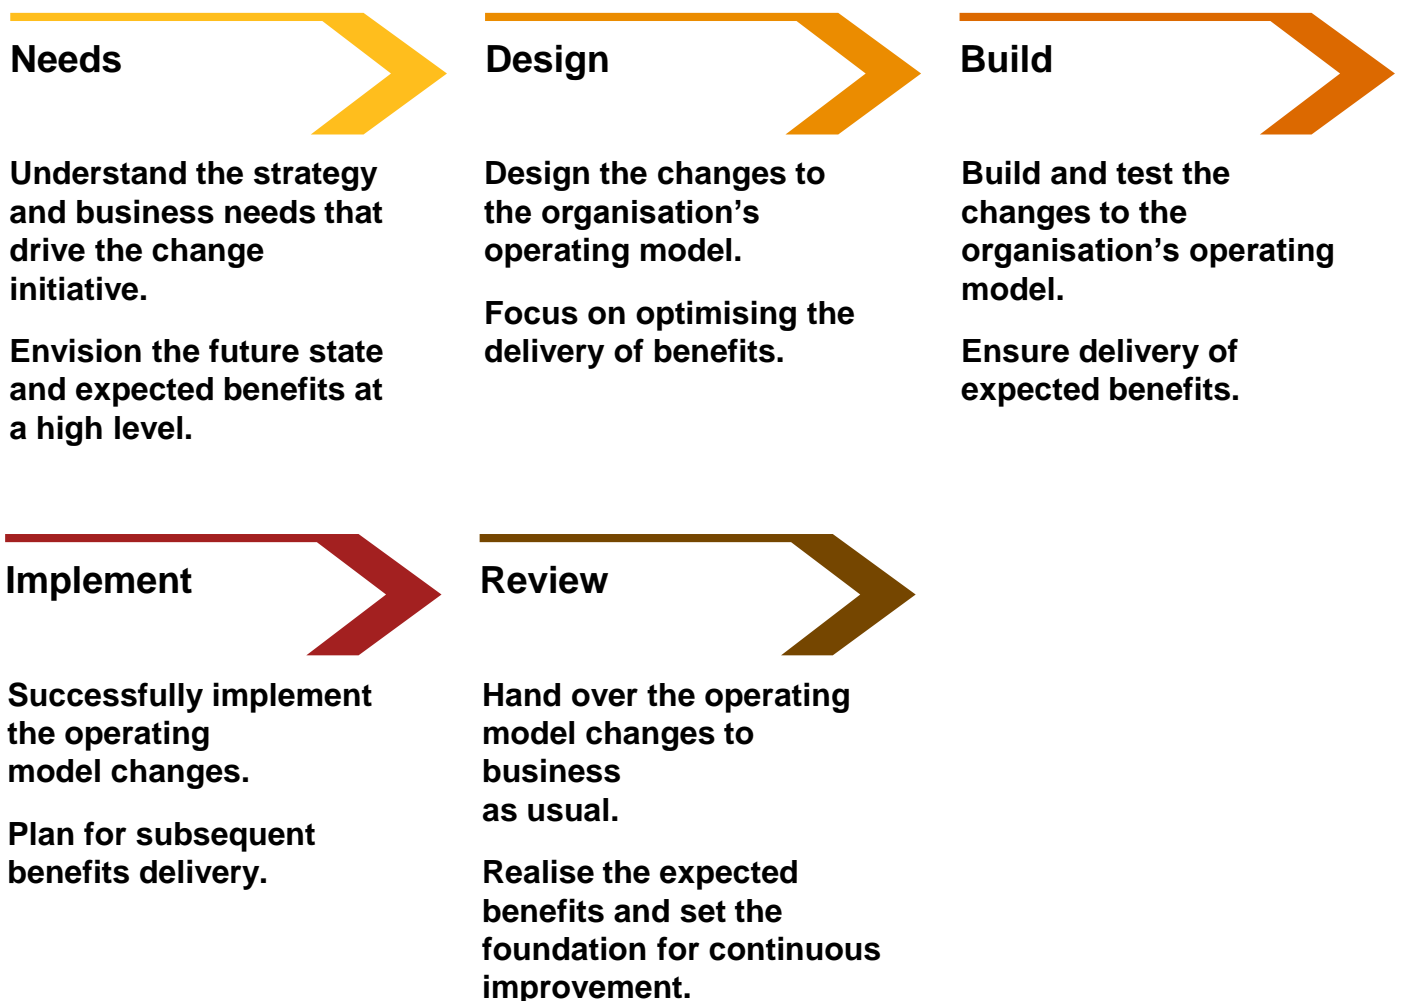 Needs
Understand the strategy
and business needs that
drive the change
initiative.
Envision the future state
and expected benefits at
a high level.
Design
Design the changes to
the organisation’s
operating model.
Focus on optimising the
delivery of benefits.
Build
Build and test the
changes to the
organisation’s operating
model.
Ensure delivery of
expected benefits.
Implement
Successfully implement
the operating
model changes.
Plan for subsequent
benefits delivery.
Review
Hand over the operating
model changes to
business
as usual.
Realise the expected
benefits and set the
foundation for continuous
improvement.